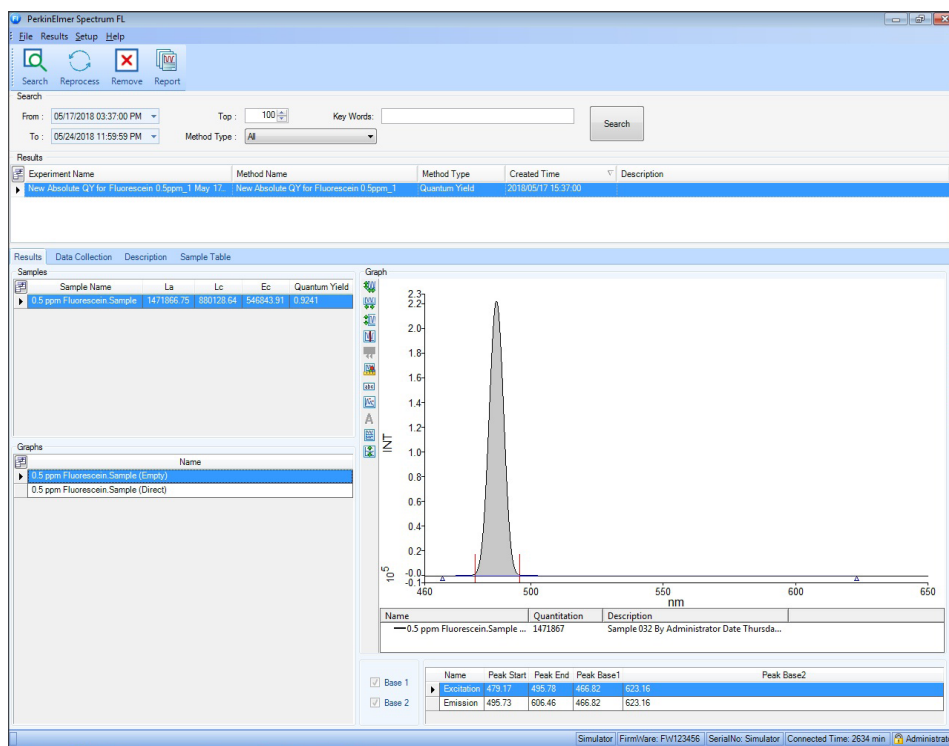 PerkinElmer Spectrum FL
File Results Setup Help
Search Reprocess Remove Report
Search
From : 05/17/2018 03:37:00 PM Top : 100 Key Words:
Search
To : 05/24/2018 11:59:59 PM Method Type : All
Results
Experiment Name Method Name Method Type Created Time Description
New Absolute QY for Fluorescein 0.5ppm_1 May 17.. New Absolute QY for Fluorescein 0.5ppm_1 Quantum Yield 2018/05/17 15:37:00
Results Data Collection Description Sample Table
Samples
Sample Name La Lc Ec Quantum Yield
0.5 ppm Fluorescein.Sample 1471866.75 880128.64 546843.91 0.9241
Graphs
Name
0.5 ppm Fluorescein.Sample (Empty)
0.5 ppm Fluorescein.Sample (Direct)
Graph
abc
A
2.3
2.2
2.0
1.8
1.6
1.4
1.2
1.0
0.8
0.6
0.4
0.2
-0.0
-0.1
INT
10^5
460 500 550 600 650
nm
Name Quantitation Description
0.5 ppm Fluorescein.Sample ... 1471867 Sample 032 By Administrator Date Thursda...
Base 1
Base 2
Name Peak Start Peak End Peak Base1 Peak Base2
Excitation 479.17 495.78 466.82 623.16
Emission 495.73 606.46 466.82 623.16
Simulator FirmWare: FW123456 SerialNo: Simulator Connected Time: 2634 min Administrat